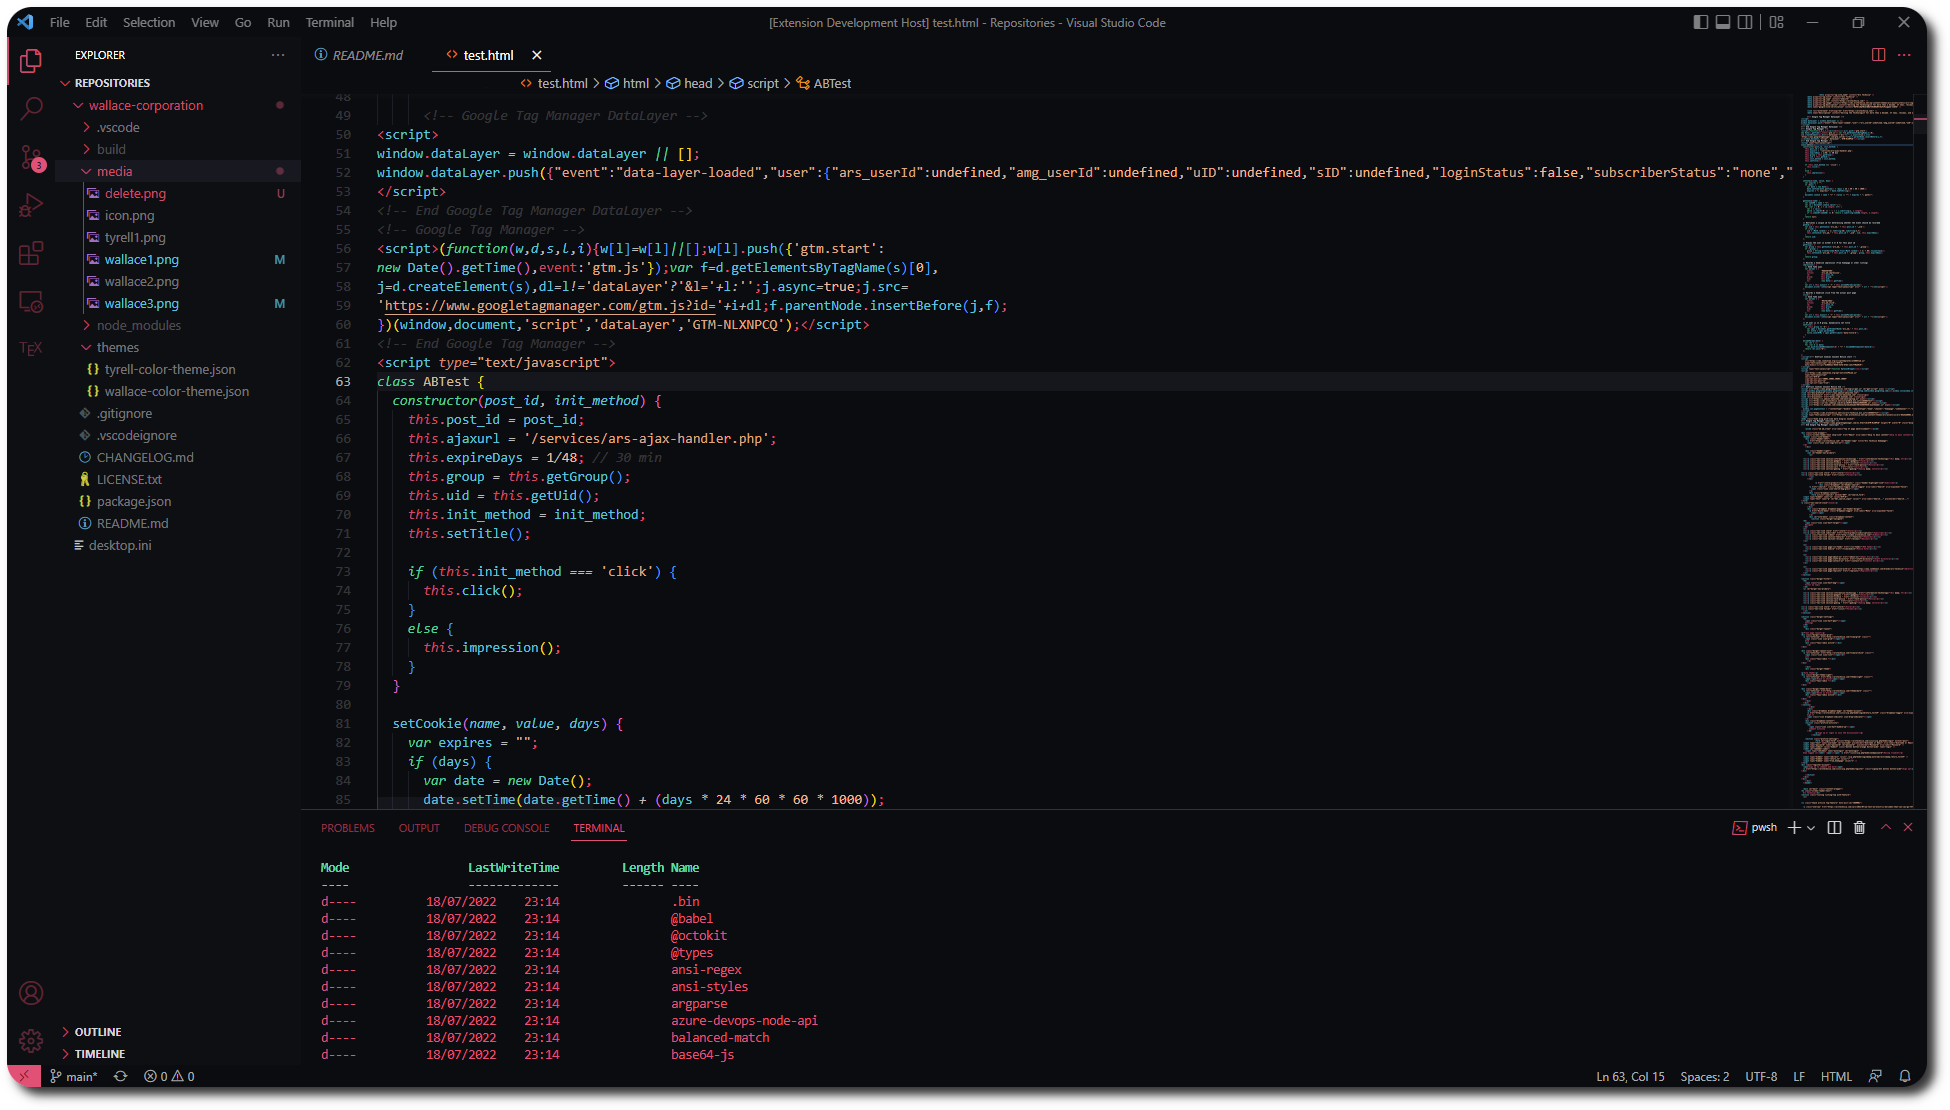 File Edit Selection View Go Run Terminal Help
[Extension Development Host] test.html - Repositories - Visual Studio Code
EXPLORER
REPOSITORIES
wallace-corporation
.vscode
build
media
delete.png U
icon.png
tyrell1.png
wallace1.png M
wallace2.png
wallace3.png M
node_modules
themes
tyrell-color-theme.json
wallace-color-theme.json
.gitignore
.vscodeignore
CHANGELOG.md
LICENSE.txt
package.json
README.md
desktop.ini
OUTLINE
TIMELINE
3
TEX
README.md test.html
test.html > html > head > script > ABTest
48
49 <!-- Google Tag Manager DataLayer -->
50 <script>
51 window.dataLayer = window.dataLayer || [];
52 window.dataLayer.push({"event":"data-layer-loaded","user":{"ars_userId":undefined,"amg_userId":undefined,"uID":undefined,"sID":undefined,"loginStatus":false,"subscriberStatus":"none","
53 </script>
54 <!-- End Google Tag Manager DataLayer -->
55 <!-- Google Tag Manager -->
56 <script>(function(w,d,s,l,i){w[l]=w[l]||[];w[l].push({'gtm.start':
57 new Date().getTime(),event:'gtm.js'});var f=d.getElementsByTagName(s)[0],
58 j=d.createElement(s),dl=l!='dataLayer'?'&l='+l:'';j.async=true;j.src=
59 'https://www.googletagmanager.com/gtm.js?id='+i+dl;f.parentNode.insertBefore(j,f);
60 })(window,document,'script','dataLayer','GTM-NLXNPCQ');</script>
61 <!-- End Google Tag Manager -->
62 <script type="text/javascript">
63 class ABTest {
64 constructor(post_id, init_method) {
65 this.post_id = post_id;
66 this.ajaxurl = '/services/ars-ajax-handler.php';
67 this.expireDays = 1/48; // 30 min
68 this.group = this.getGroup();
69 this.uid = this.getUid();
70 this.init_method = init_method;
71 this.setTitle();
72
73 if (this.init_method === 'click') {
74 this.click();
75 }
76 else {
77 this.impression();
78 }
79 }
80
81 setCookie(name, value, days) {
82 var expires = "";
83 if (days) {
84 var date = new Date();
85 date.setTime(date.getTime() + (days * 24 * 60 * 60 * 1000));
PROBLEMS OUTPUT DEBUG CONSOLE TERMINAL
pwsh
Mode LastWriteTime Length Name
---- ------------- ------ ----
d---- 18/07/2022 23:14 .bin
d---- 18/07/2022 23:14 @babel
d---- 18/07/2022 23:14 @octokit
d---- 18/07/2022 23:14 @types
d---- 18/07/2022 23:14 ansi-regex
d---- 18/07/2022 23:14 ansi-styles
d---- 18/07/2022 23:14 argparse
d---- 18/07/2022 23:14 azure-devops-node-api
d---- 18/07/2022 23:14 balanced-match
d---- 18/07/2022 23:14 base64-js
main* 0 0
Ln 63, Col 15 Spaces: 2 UTF-8 LF HTML